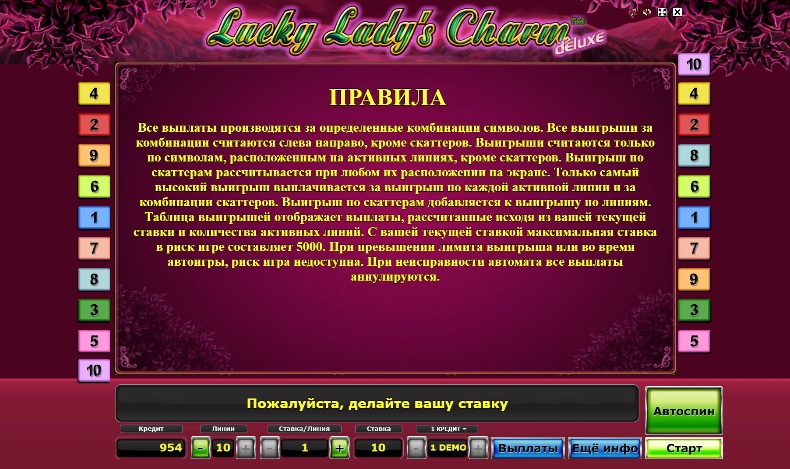 Lucky Lady's Charm™
deluxe
10
4
4
2
2
9
8
6
6
1
1
7
7
8
9
3
3
5
5
10
ПРАВИЛА
Все выплаты производятся за определенные комбинации символов. Все выигрыши за
комбинации считаются слева направо, кроме скаттеров. Выигрыши считаются только
по символам, расположенным на активных линиях, кроме скаттеров. Выигрыш по
скаттерам рассчитывается при любом их расположении на экране. Только самый
высокий выигрыш выплачивается за выигрыш по каждой активной линии и за
комбинации скаттеров. Выигрыш по скаттерам добавляется к выигрышу по линиям.
Таблица выигрышей отображает выплаты, рассчитанные исходя из вашей текущей
ставки и количества активных линий. С вашей текущей ставкой максимальная ставка
в риск игре составляет 5000. При превышении лимита выигрыша или во время
автоигры, риск игра недоступна. При неисправности автомата все выплаты
аннулируются.
Пожалуйста, делайте вашу ставку
Автоспин
Кредит Линии Ставка/Линия Ставка 1 КРЕДИТ =
954 - 10 + - 1 + 10 - 1 DEMO + Выплаты Ещё инфо Старт